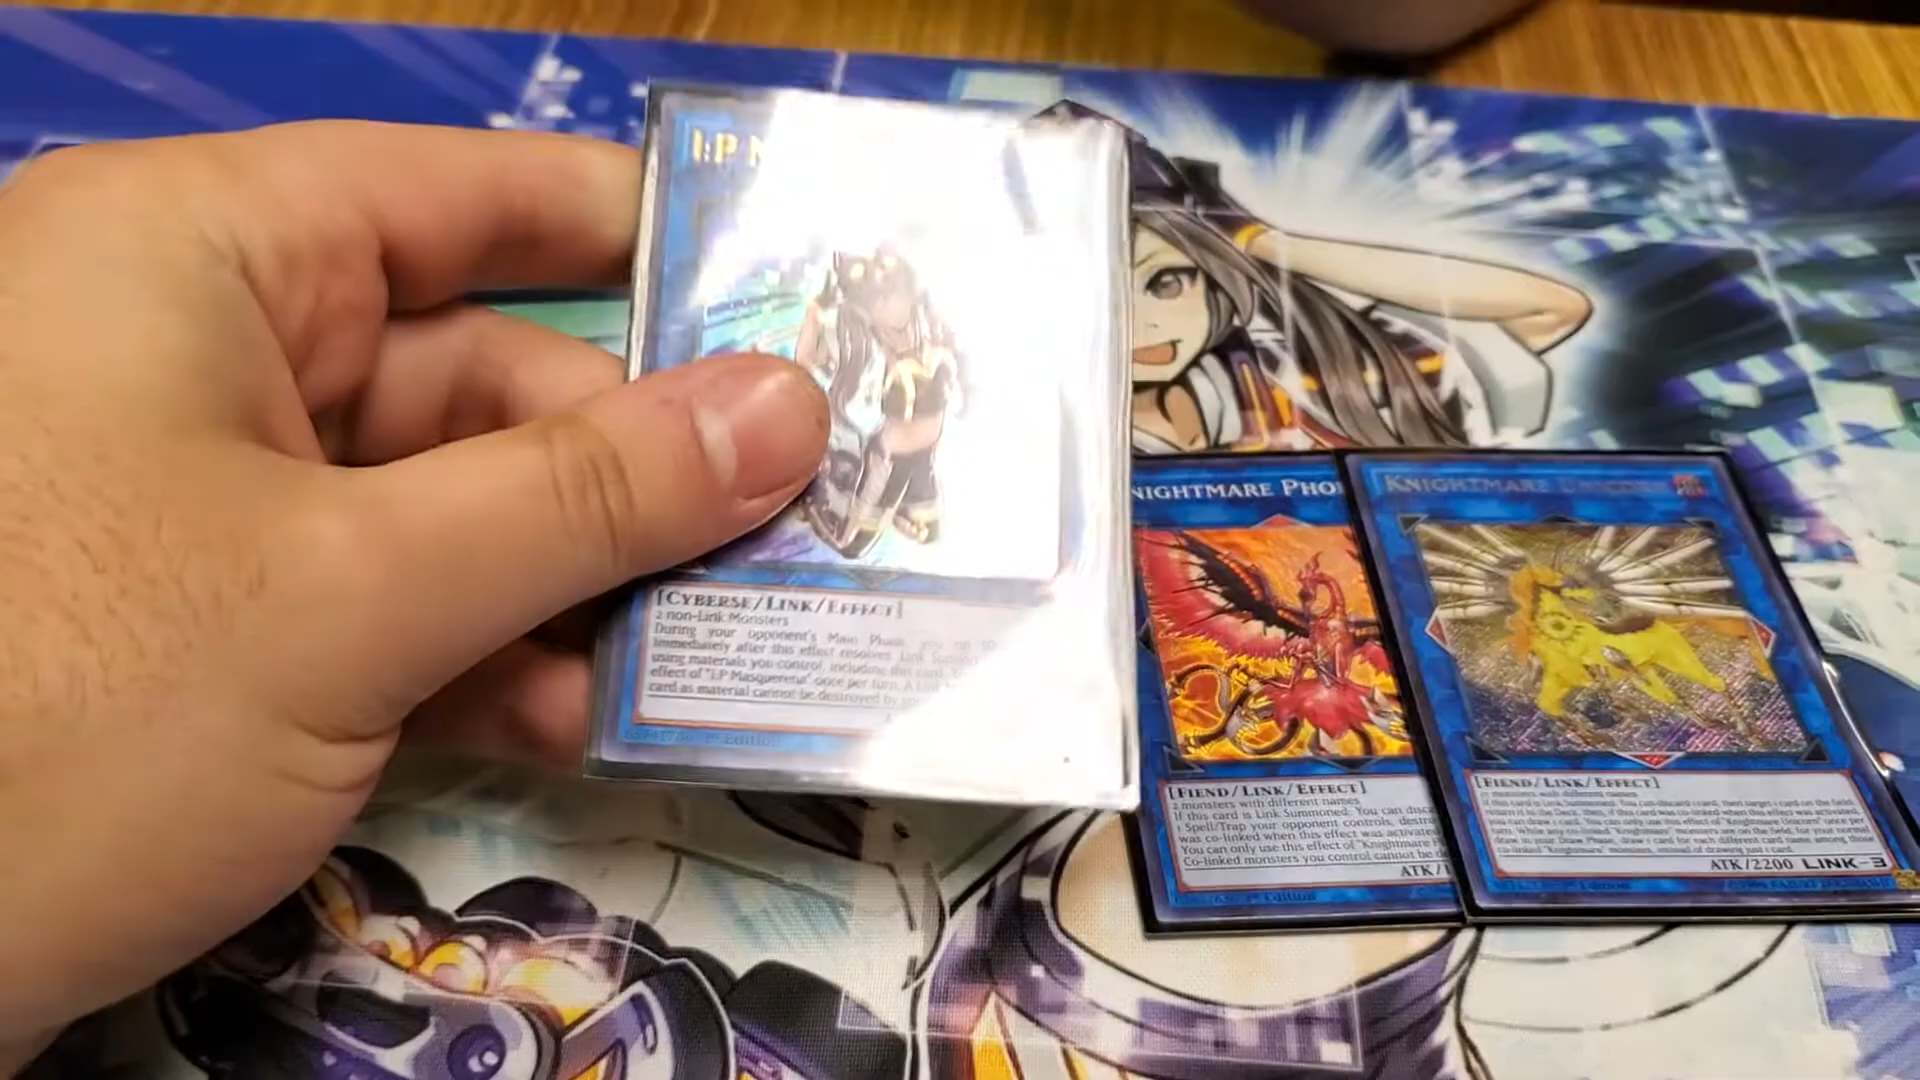 I:P
[CYBERSE/LINK/EFFECT]
2 non-Link Monsters
During your opponent's Main Phase, you
immediately after this effect resolves, Link
using materials you control, including this card.
effect of "I:P Masquerena" once per turn. A
card as material cannot be destroyed by
1st Edition
NIGHTMARE PHO
[FIEND/LINK/EFFECT]
2 monsters with different names
If this card is Link Summoned: You can
1 Spell/Trap your opponent controls,
was co-linked when this effect was activated
You can only use this effect of "Knightmare
Co-linked monsters you control cannot be
ATK/1
1st Edition
KNIGHTMARE UNICORN
[FIEND/LINK/EFFECT]
with different names
If this card is Link Summoned: You can discard 1 card, then target 1 card on the field;
return it to the Deck, then, if this card was co-linked when this effect was activated,
you can draw 1 card. You can only use this effect of "Knightmare Unicorn" once per
turn. While any co-linked "Knightmare" monsters are on the field, for your normal
draw in your Draw Phase, draw 1 card for each different card name among those
co-linked "Knightmare" monsters, instead of drawing just 1 card.
ATK/2200 LINK-3
1st Edition